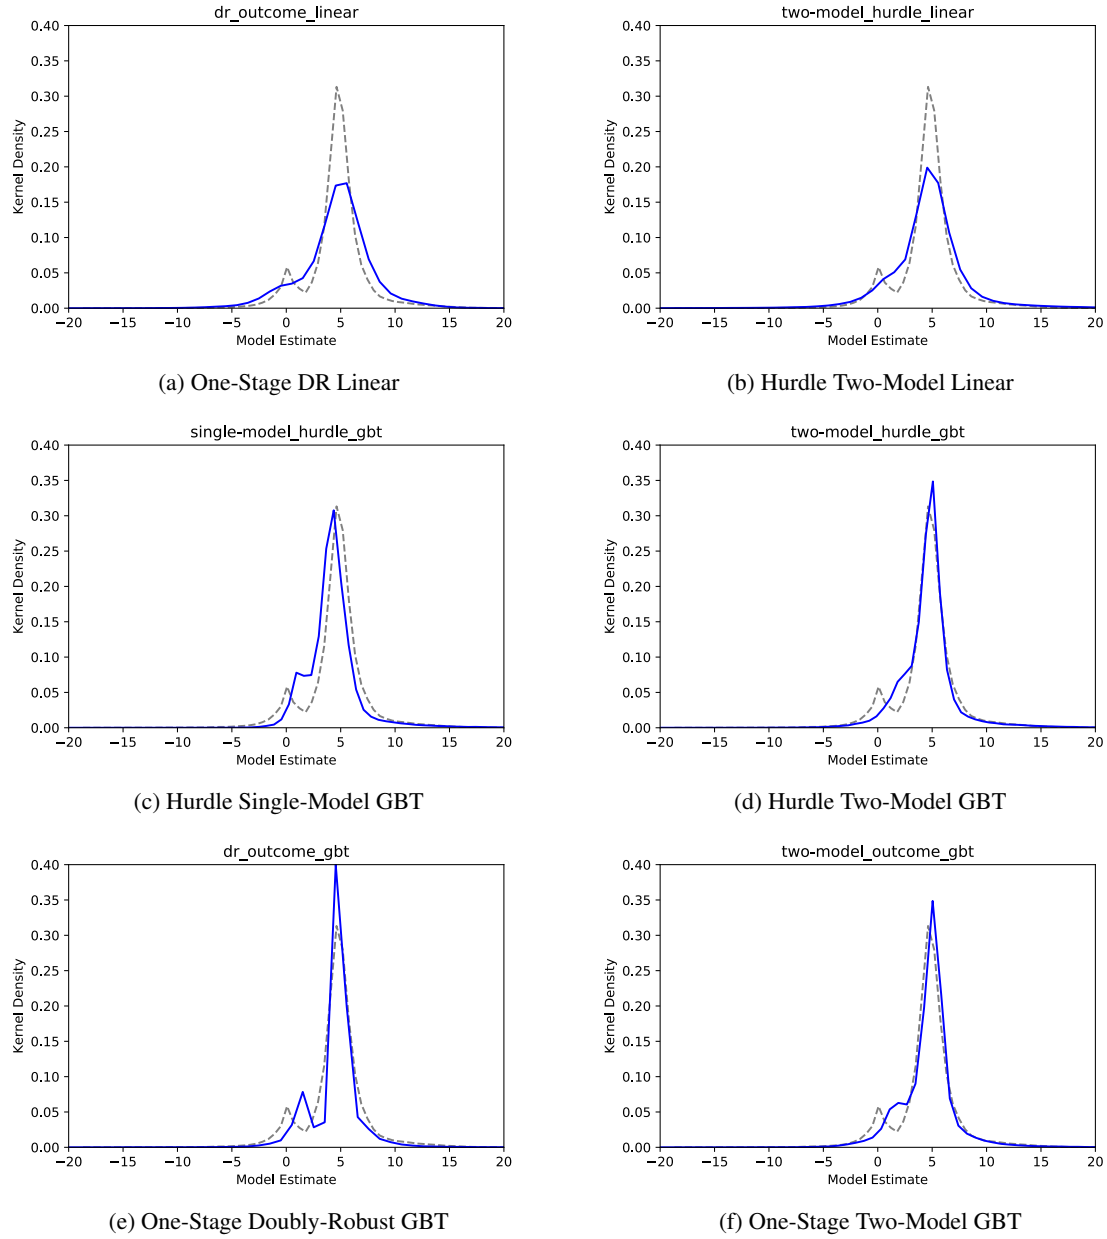 dr_outcome_linear
0.40
0.35
0.30
0.25
0.20
0.15
0.10
0.05
0.00
Kernel Density
−20 −15 −10 −5 0 5 10 15 20
Model Estimate
(a) One-Stage DR Linear
two-model_hurdle_linear
0.40
0.35
0.30
0.25
0.20
0.15
0.10
0.05
0.00
Kernel Density
−20 −15 −10 −5 0 5 10 15 20
Model Estimate
(b) Hurdle Two-Model Linear
single-model_hurdle_gbt
0.40
0.35
0.30
0.25
0.20
0.15
0.10
0.05
0.00
Kernel Density
−20 −15 −10 −5 0 5 10 15 20
Model Estimate
(c) Hurdle Single-Model GBT
two-model_hurdle_gbt
0.40
0.35
0.30
0.25
0.20
0.15
0.10
0.05
0.00
Kernel Density
−20 −15 −10 −5 0 5 10 15 20
Model Estimate
(d) Hurdle Two-Model GBT
dr_outcome_gbt
0.40
0.35
0.30
0.25
0.20
0.15
0.10
0.05
0.00
Kernel Density
−20 −15 −10 −5 0 5 10 15 20
Model Estimate
(e) One-Stage Doubly-Robust GBT
two-model_outcome_gbt
0.40
0.35
0.30
0.25
0.20
0.15
0.10
0.05
0.00
Kernel Density
−20 −15 −10 −5 0 5 10 15 20
Model Estimate
(f) One-Stage Two-Model GBT